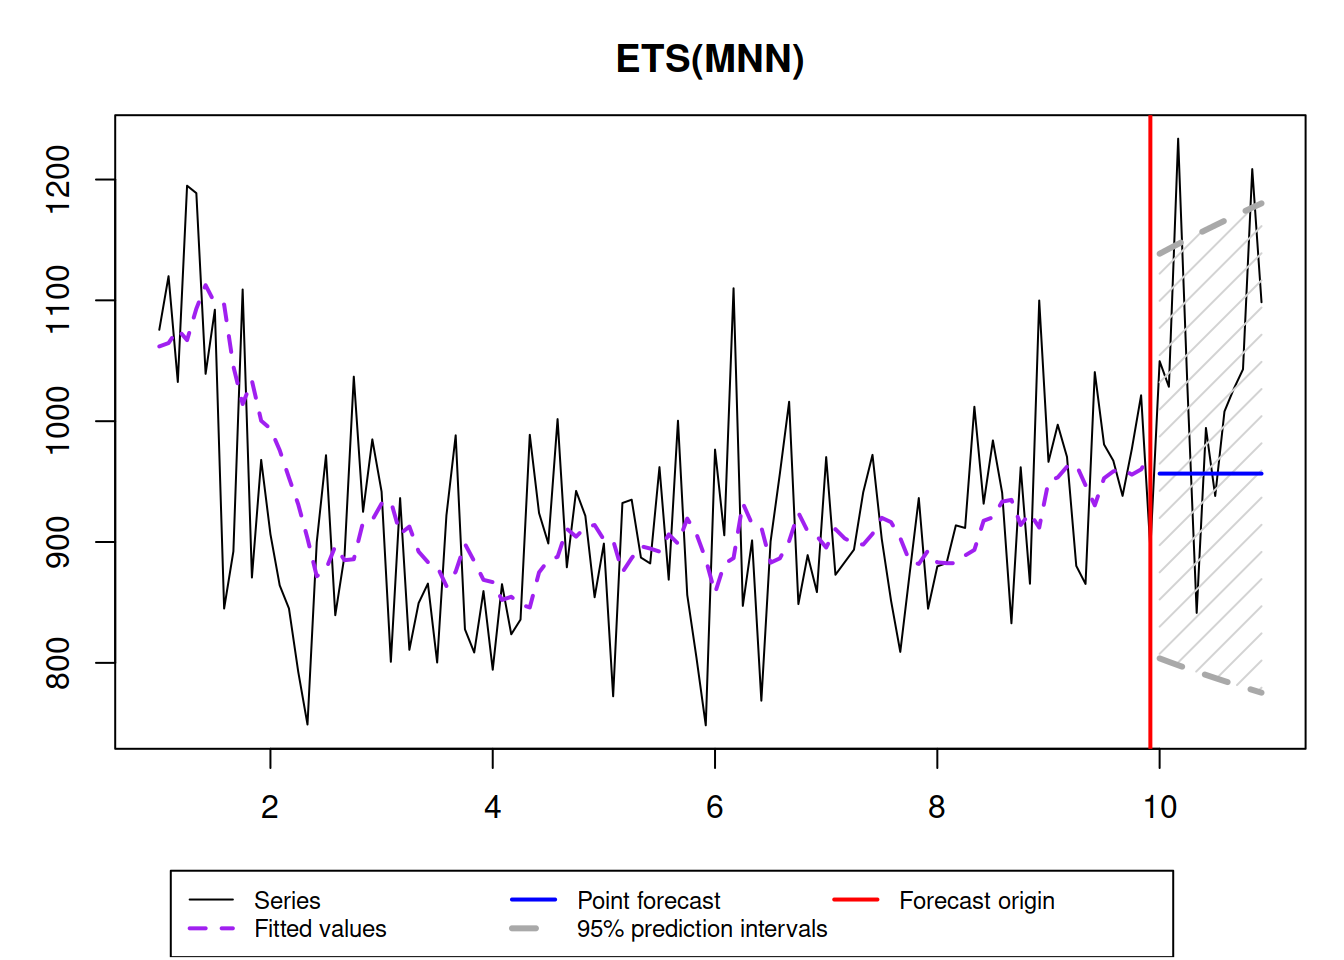 ETS(MNN)
1200
1100
1000
900
800
2 4 6 8 10
Series Point forecast Forecast origin
Fitted values 95% prediction intervals